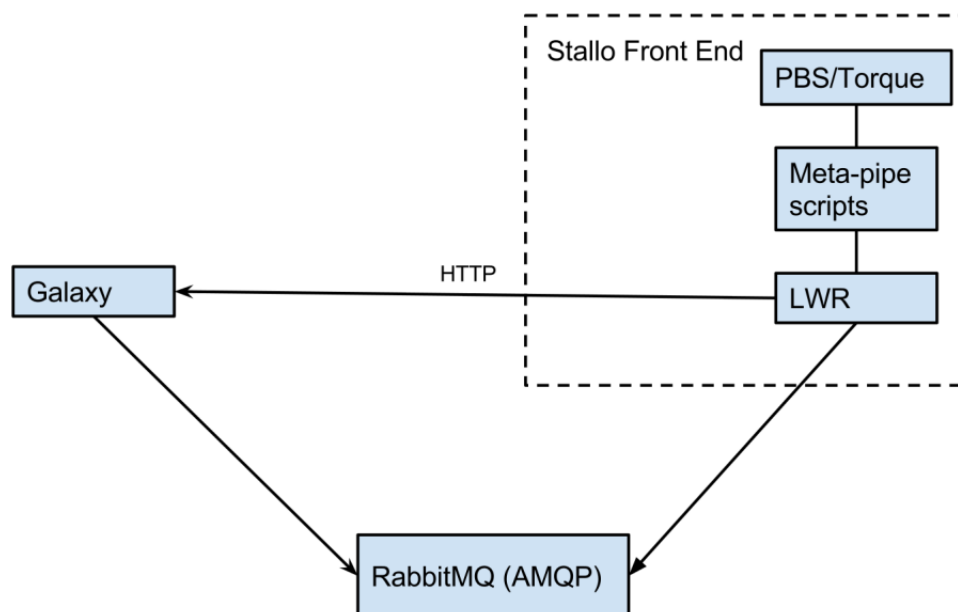 Stallo Front End
PBS/Torque
Meta-pipe
scripts
HTTP
Galaxy
LWR
RabbitMQ (AMQP)